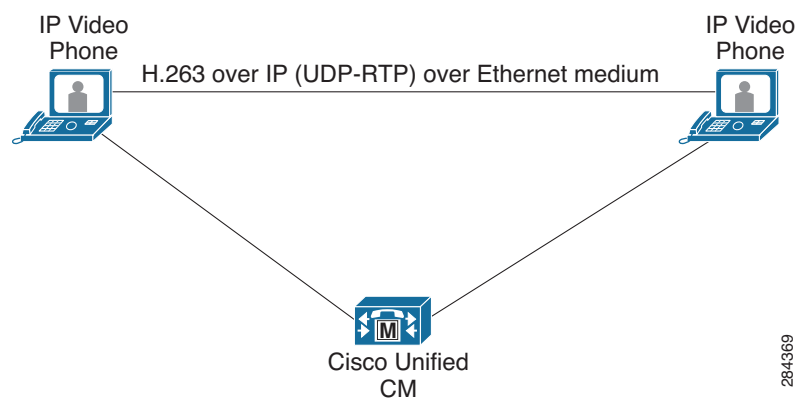 IP Video
Phone
IP Video
Phone
H.263 over IP (UDP-RTP) over Ethernet medium
M
Cisco Unified
CM
284369